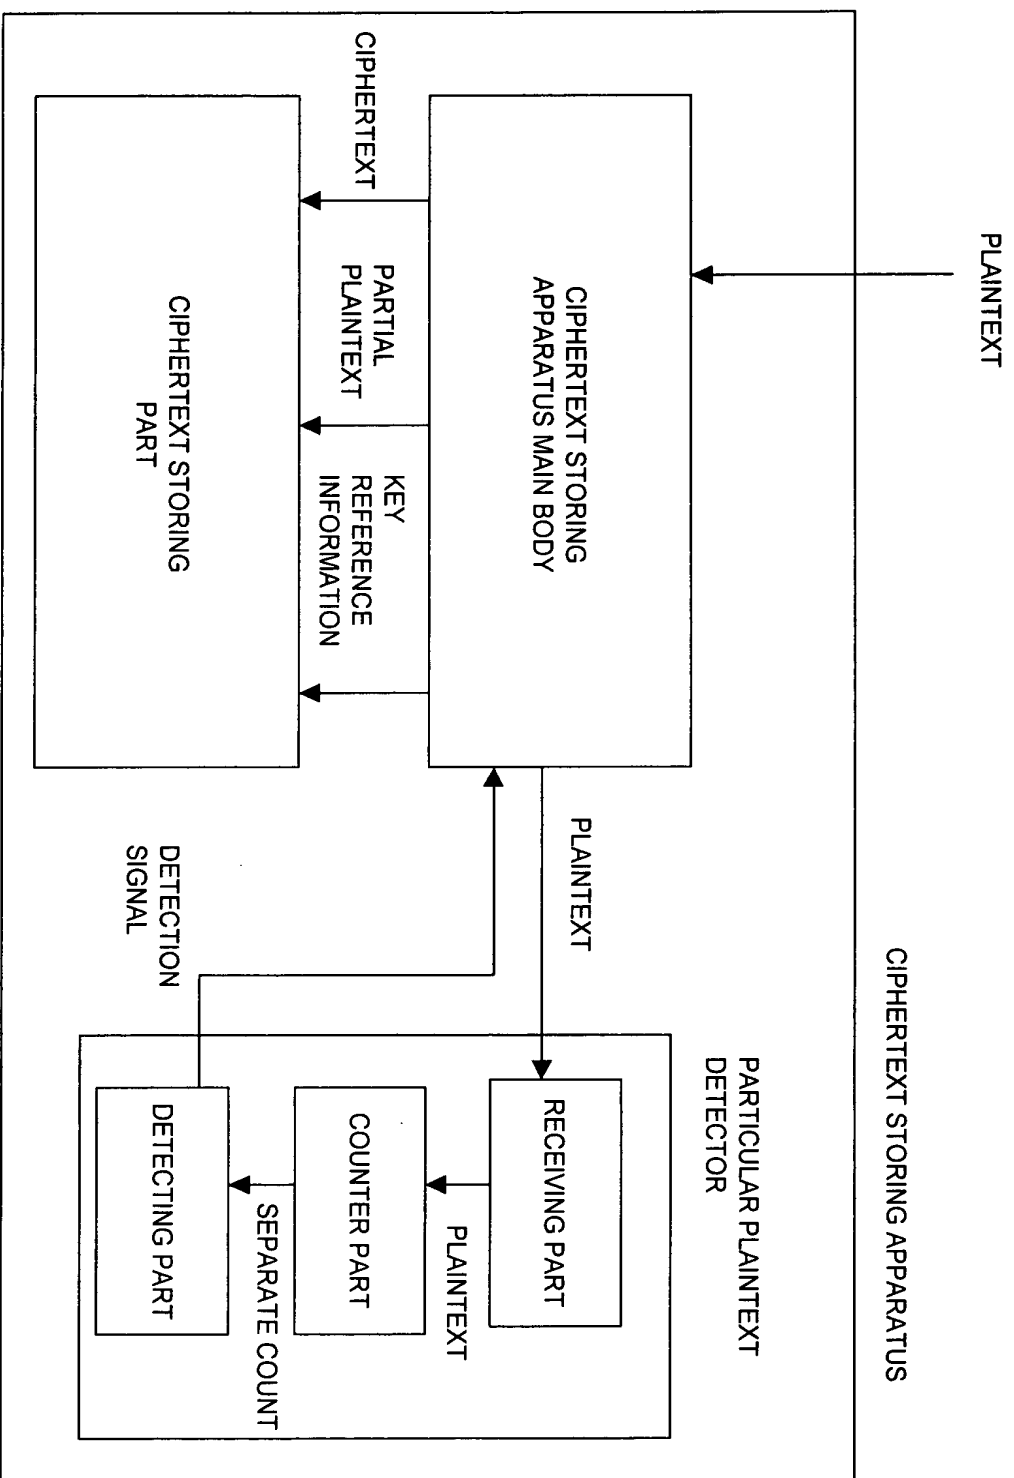 CIPHERTEXT STORING APPARATUS
PLAINTEXT
CIPHERTEXT STORING
APPARATUS MAIN BODY
PLAINTEXT
PARTICULAR PLAINTEXT
DETECTOR
RECEIVING PART
PLAINTEXT
COUNTER PART
SEPARATE COUNT
DETECTING PART
DETECTION
SIGNAL
CIPHERTEXT
PARTIAL
PLAINTEXT
KEY
REFERENCE
INFORMATION
CIPHERTEXT STORING
PART